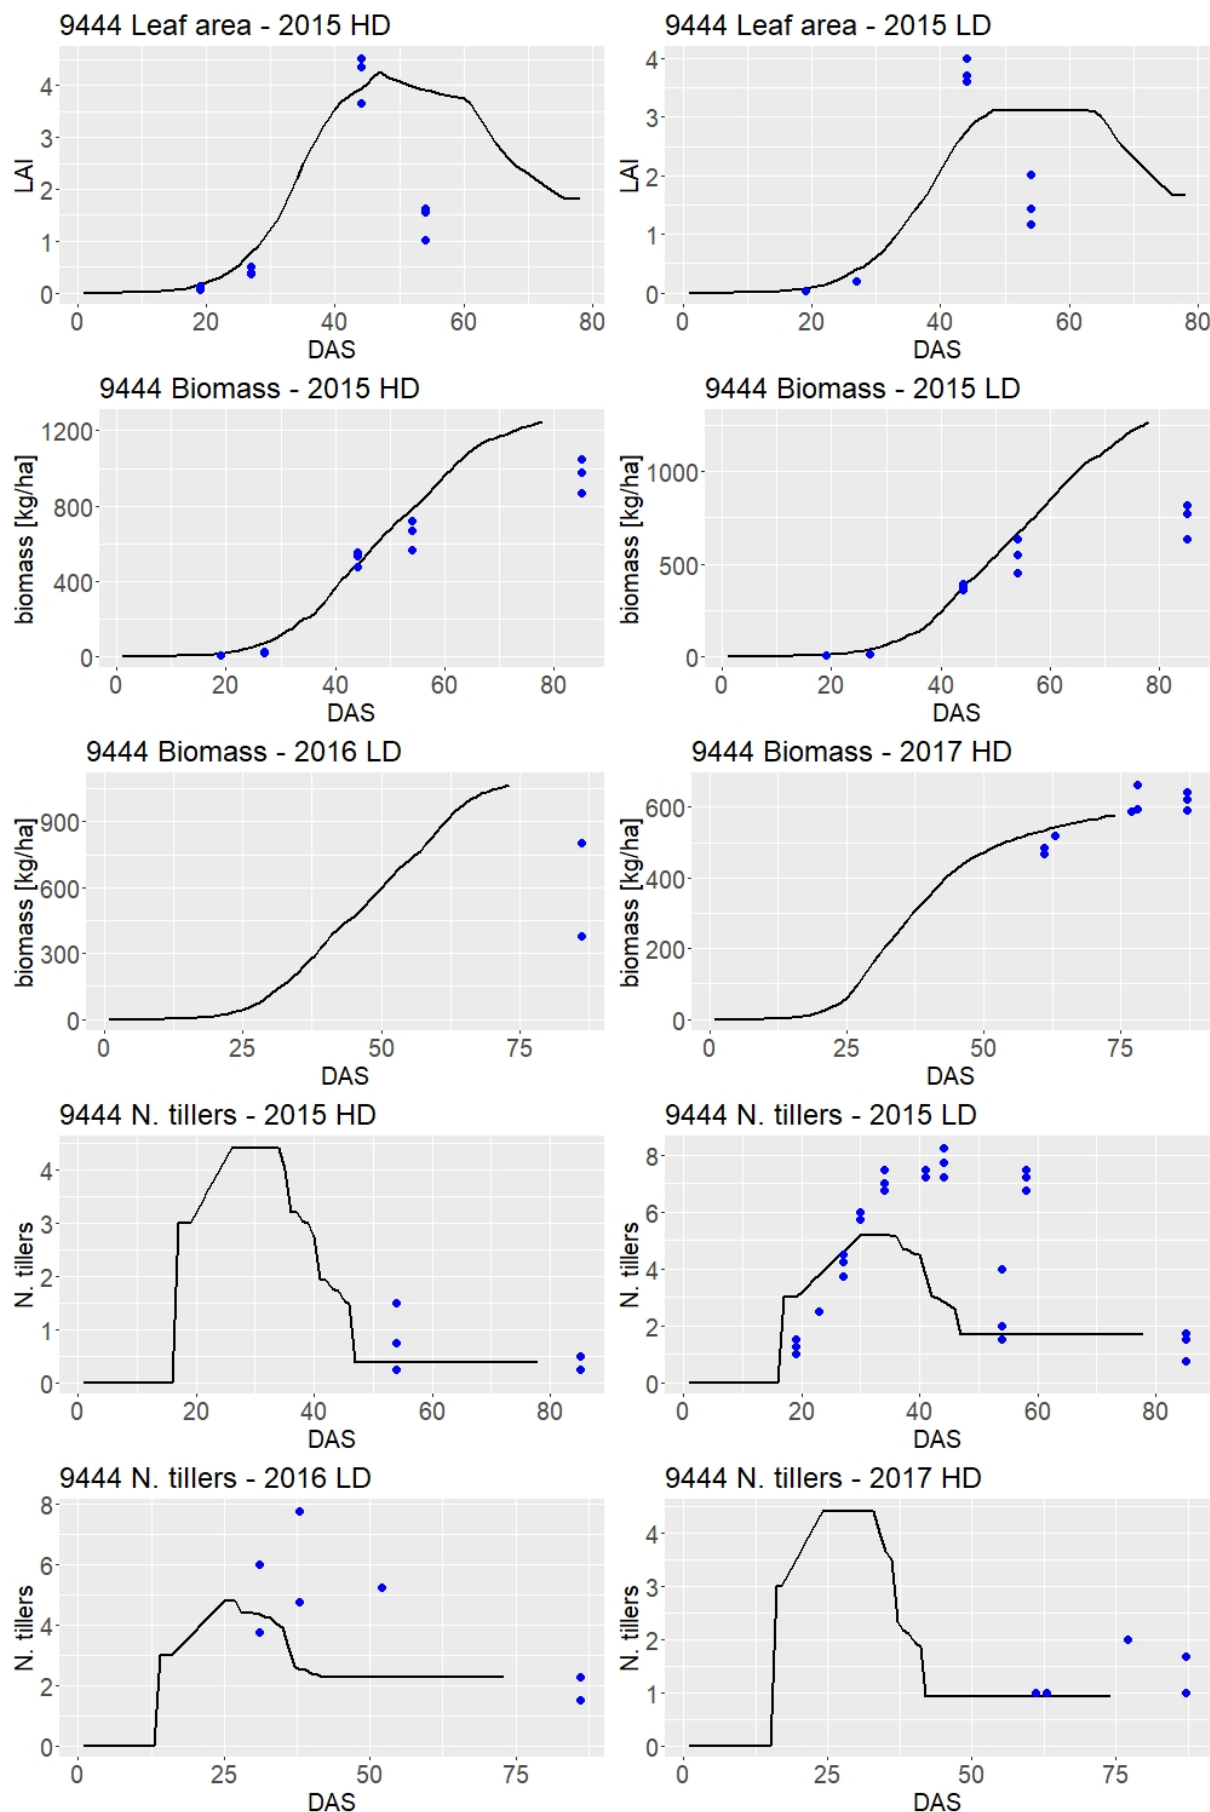 9444 Leaf area - 2015 HD
LAI
4
3
2
1
0
0 20 40 60 80
DAS
9444 Leaf area - 2015 LD
LAI
4
3
2
1
0
0 20 40 60 80
DAS
9444 Biomass - 2015 HD
biomass [kg/ha]
1200
800
400
0
0 20 40 60 80
DAS
9444 Biomass - 2015 LD
biomass [kg/ha]
1000
500
0
0 20 40 60 80
DAS
9444 Biomass - 2016 LD
biomass [kg/ha]
900
600
300
0
0 25 50 75
DAS
9444 Biomass - 2017 HD
biomass [kg/ha]
600
400
200
0
0 25 50 75
DAS
9444 N. tillers - 2015 HD
N. tillers
4
3
2
1
0
0 20 40 60 80
DAS
9444 N. tillers - 2015 LD
N. tillers
8
6
4
2
0
0 20 40 60 80
DAS
9444 N. tillers - 2016 LD
N. tillers
8
6
4
2
0
0 25 50 75
DAS
9444 N. tillers - 2017 HD
N. tillers
4
3
2
1
0
0 25 50 75
DAS